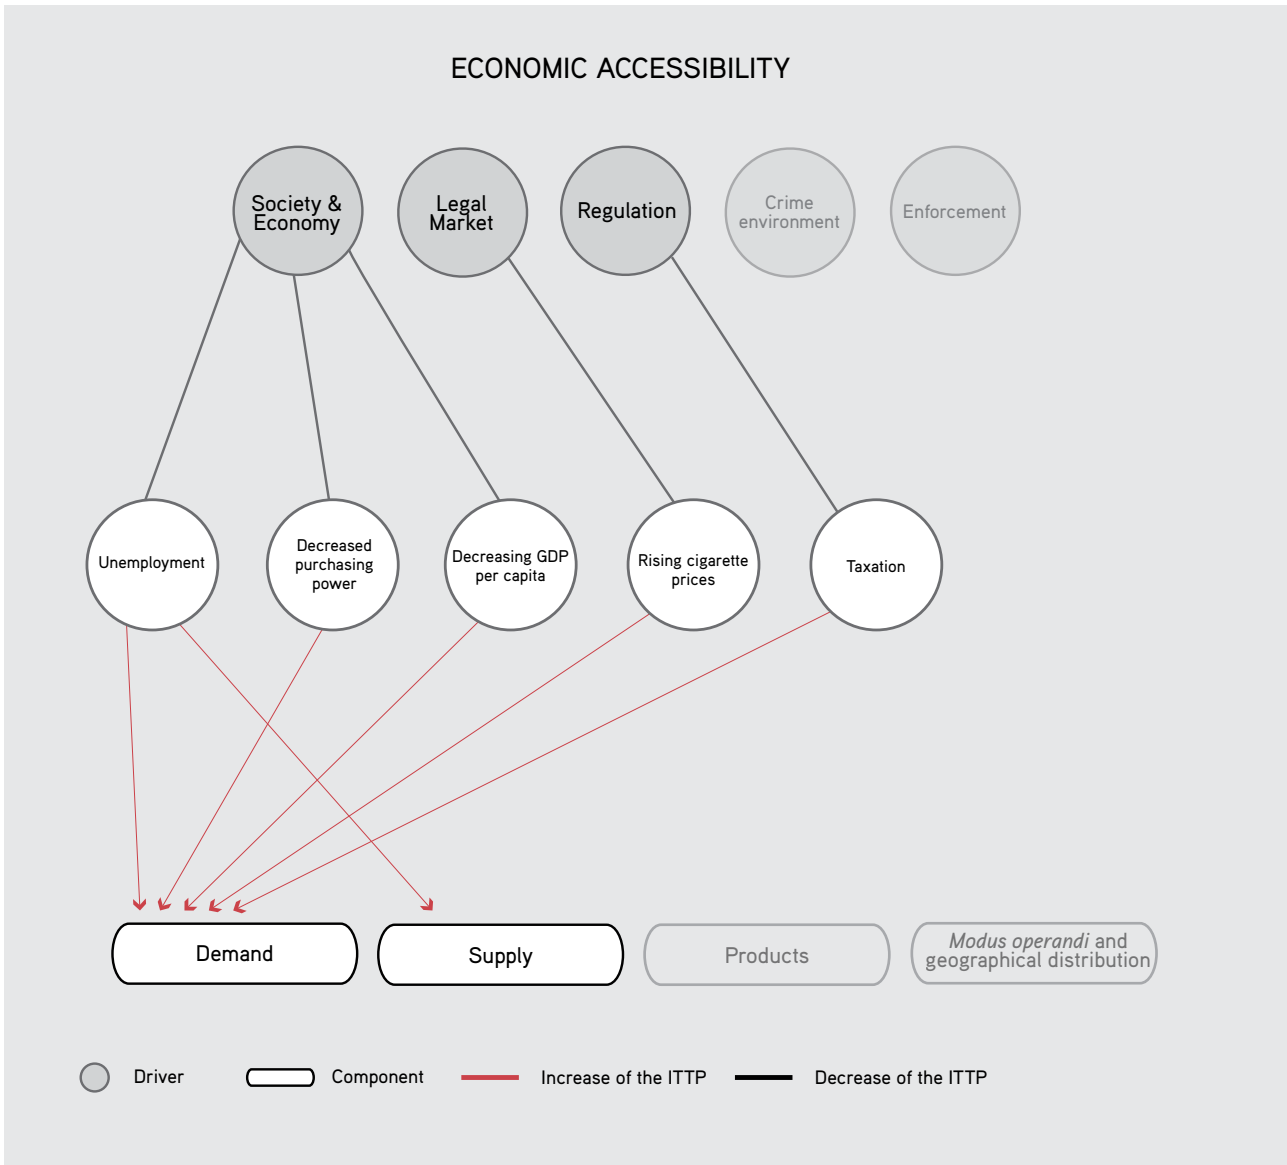 ECONOMIC ACCESSIBILITY
Society &
Economy
Legal
Market
Regulation
Crime
environment
Enforcement
Unemployment
Decreased
purchasing
power
Decreasing GDP
per capita
Rising cigarette
prices
Taxation
Demand
Supply
Products
Modus operandi and
geographical distribution
Driver
Component
Increase of the ITTP
Decrease of the ITTP